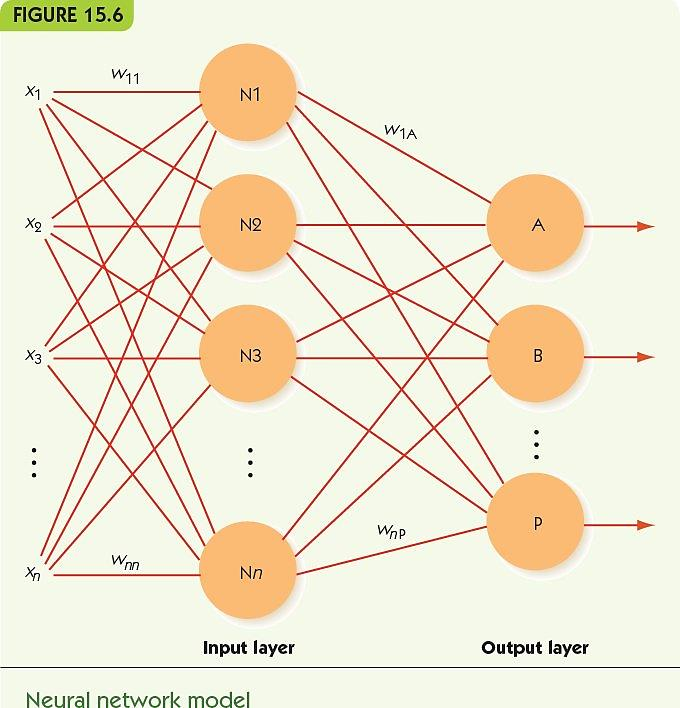 FIGURE 15.6
x1 w11 N1
w1A
x2 N2 A
x3 N3 B
P
wnP
xn wnn Nn
Input layer Output layer
Neural network model